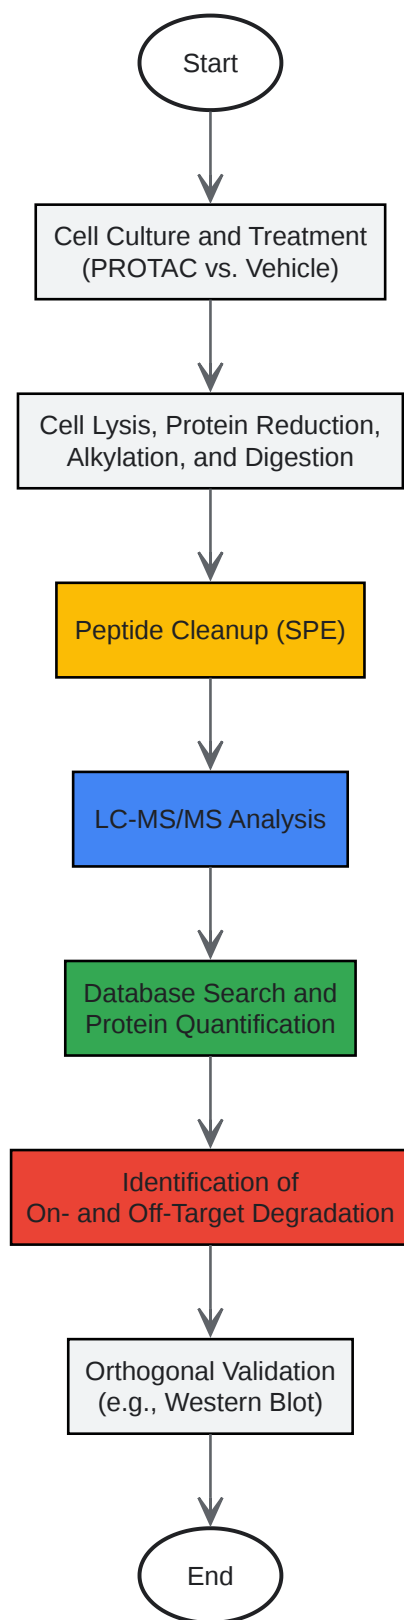 Start
Cell Culture and Treatment
(PROTAC vs. Vehicle)
Cell Lysis, Protein Reduction,
Alkylation, and Digestion
Peptide Cleanup (SPE)
LC-MS/MS Analysis
Database Search and
Protein Quantification
Identification of
On- and Off-Target Degradation
Orthogonal Validation
(e.g., Western Blot)
End